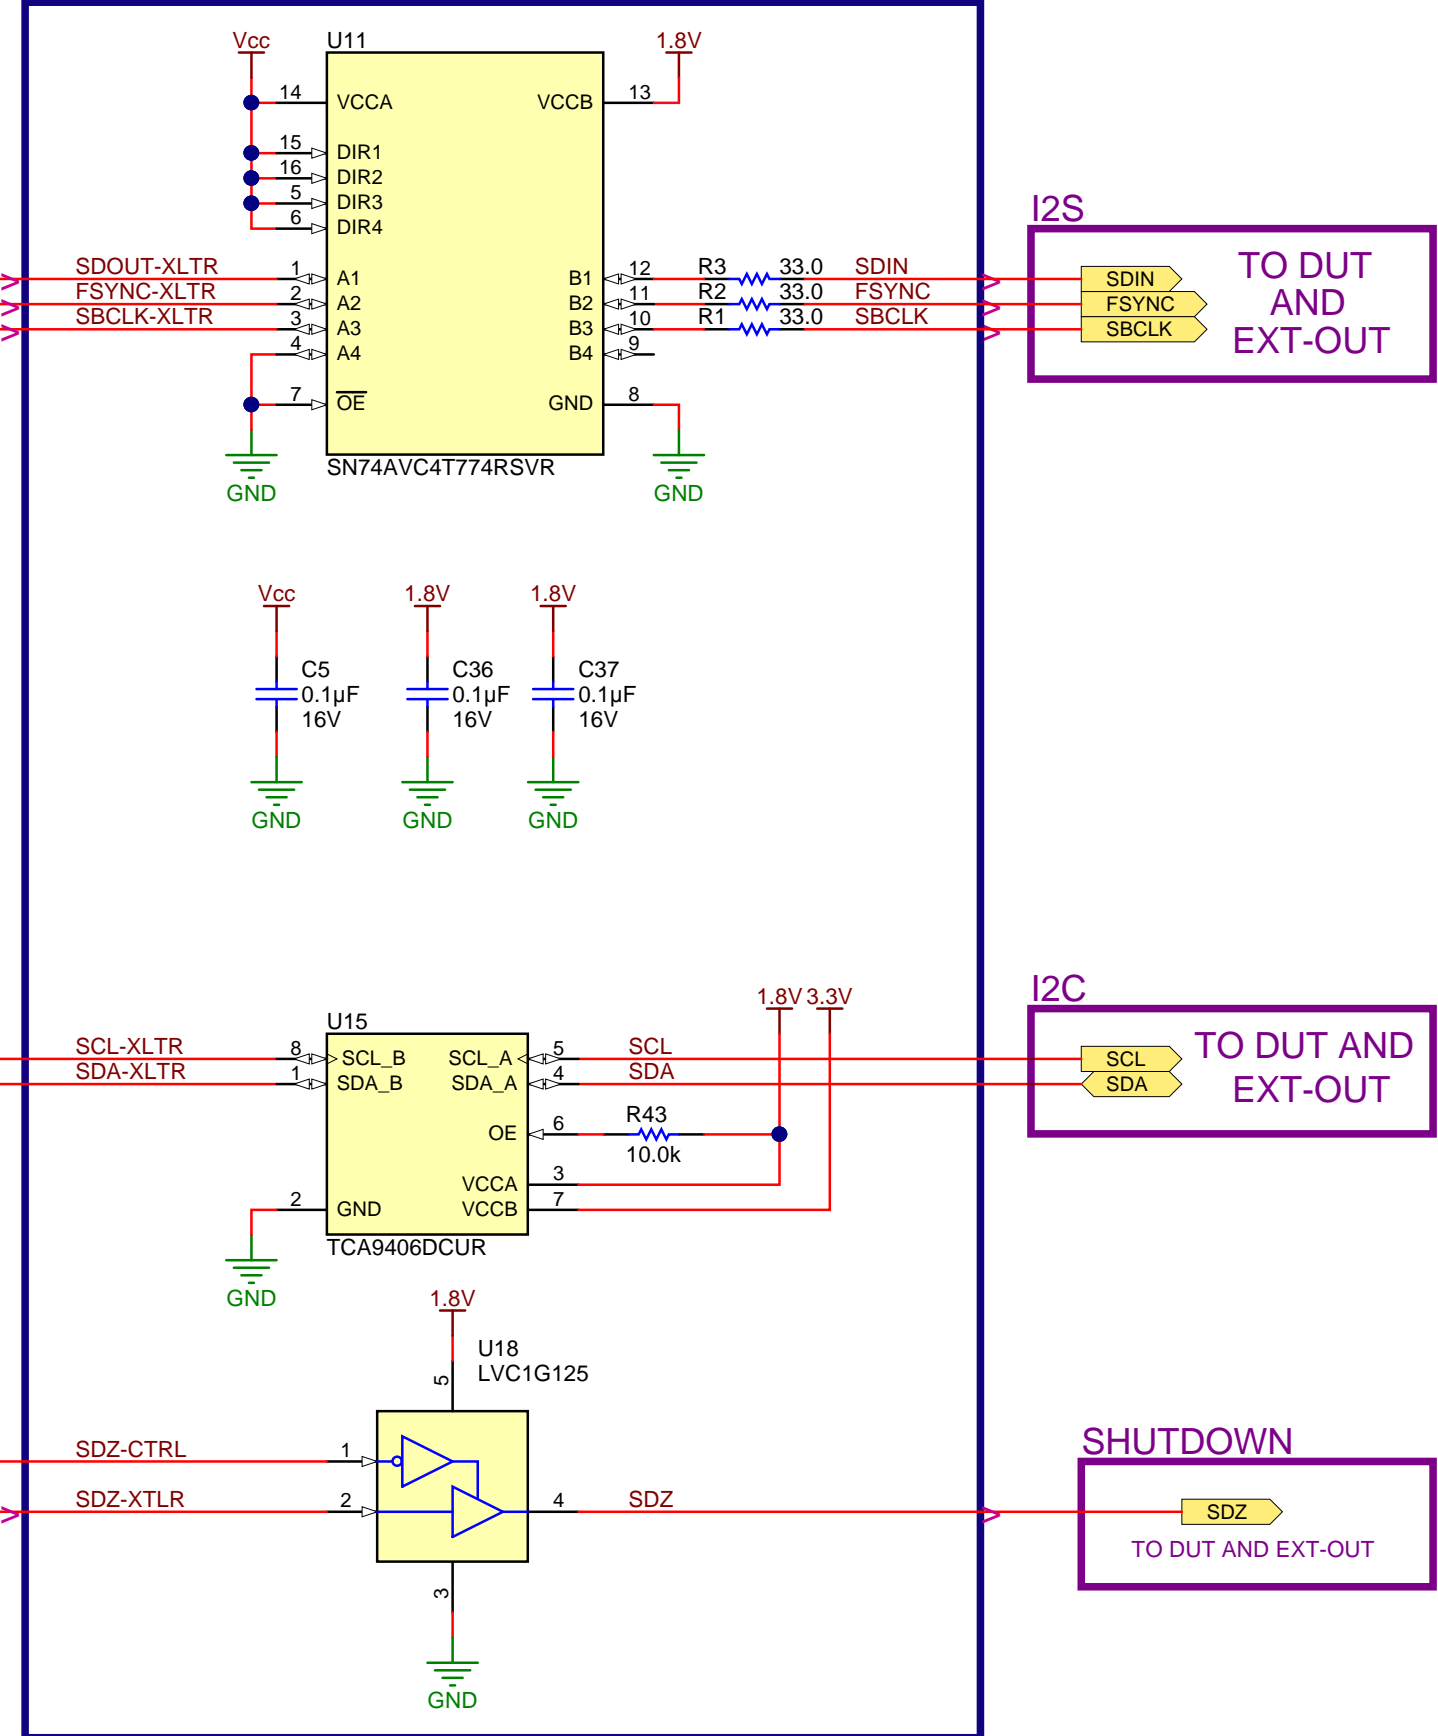 Vcc
U11
1.8V
14 VCCA VCCB 13
15 DIR1
16 DIR2
5 DIR3
6 DIR4
SDOUT-XLTR 1 A1 B1 12 R3 33.0 SDIN
FSYNC-XLTR 2 A2 B2 11 R2 33.0 FSYNC
SBCLK-XLTR 3 A3 B3 10 R1 33.0 SBCLK
4 A4 B4 9
7 OE GND 8
SN74AVC4T774RSVR
GND
GND
I2S
SDIN
FSYNC
SBCLK
TO DUT
AND
EXT-OUT
Vcc
C5
0.1µF
16V
GND
1.8V
C36
0.1µF
16V
GND
1.8V
C37
0.1µF
16V
GND
1.8V 3.3V
U15
SCL-XLTR 8 SCL_B SCL_A 5 SCL
SDA-XLTR 1 SDA_B SDA_A 4 SDA
OE 6 R43
10.0k
VCCA 3
2 GND VCCB 7
TCA9406DCUR
GND
I2C
SCL
SDA
TO DUT AND
EXT-OUT
1.8V
U18
LVC1G125
5
SDZ-CTRL 1
SDZ-XTLR 2 4 SDZ
3
GND
SHUTDOWN
SDZ
TO DUT AND EXT-OUT